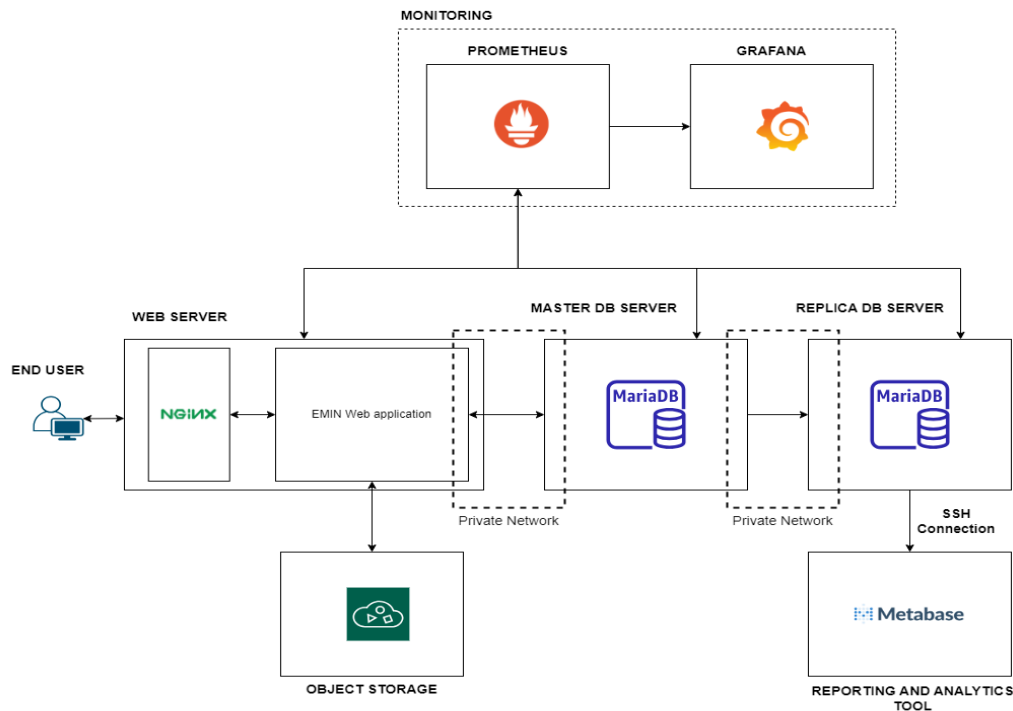 MONITORING
PROMETHEUS
GRAFANA
MASTER DB SERVER
REPLICA DB SERVER
WEB SERVER
END USER
NGINX
EMIN Web application
MariaDB
MariaDB
Private Network
Private Network
SSH
Connection
Metabase
OBJECT STORAGE
REPORTING AND ANALYTICS
TOOL